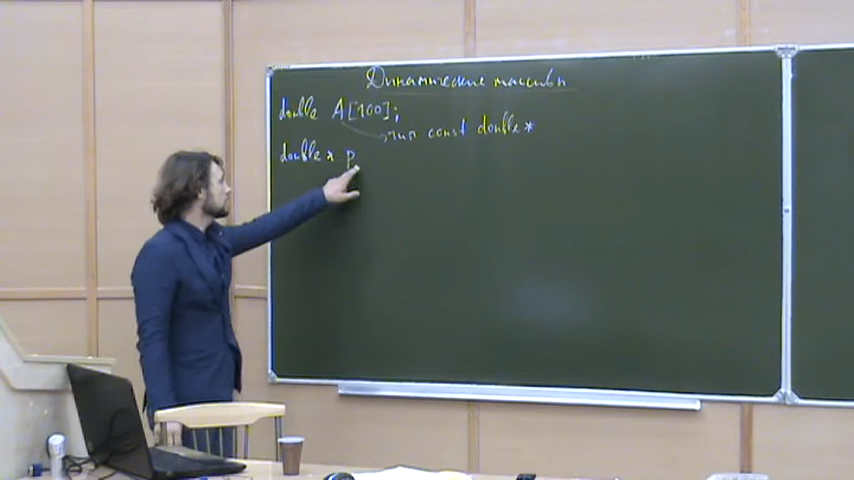 Динамические массивы
double A[100];
тип const double *
double * p